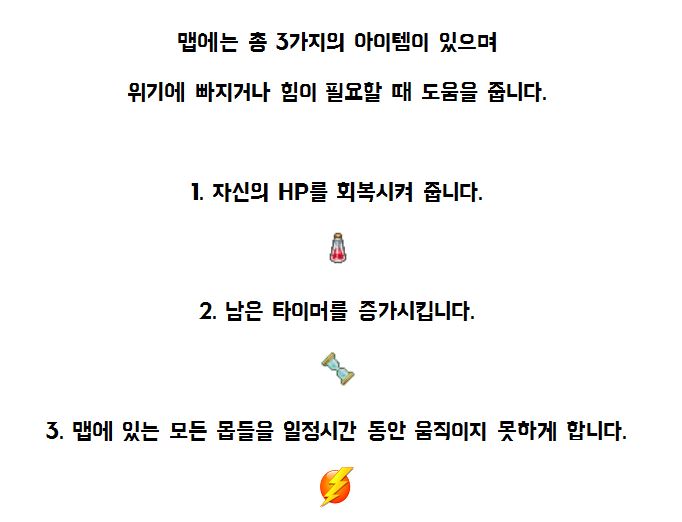 맵에는 총 3가지의 아이템이 있으며
위기에 빠지거나 힘이 필요할 때 도움을 줍니다.
1. 자신의 HP를 회복시켜 줍니다.
2. 남은 타이머를 증가시킵니다.
3. 맵에 있는 모든 몹들을 일정시간 동안 움직이지 못하게 합니다.